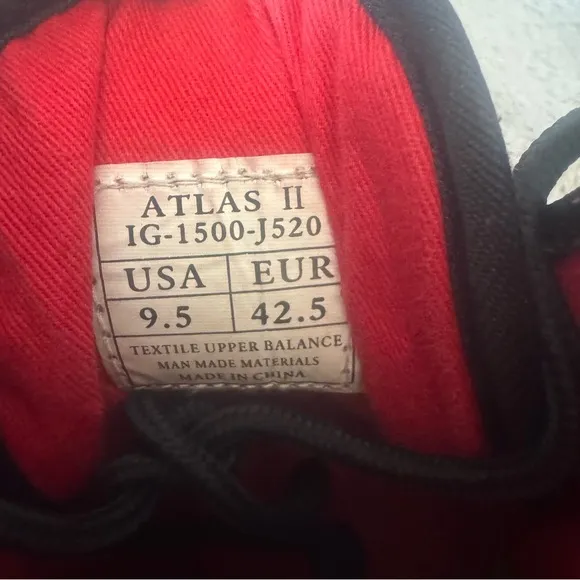 ATLAS II
IG-1500-J520
USA EUR
9.5 42.5
TEXTILE UPPER BALANCE
MAN MADE MATERIALS
MADE IN CHINA